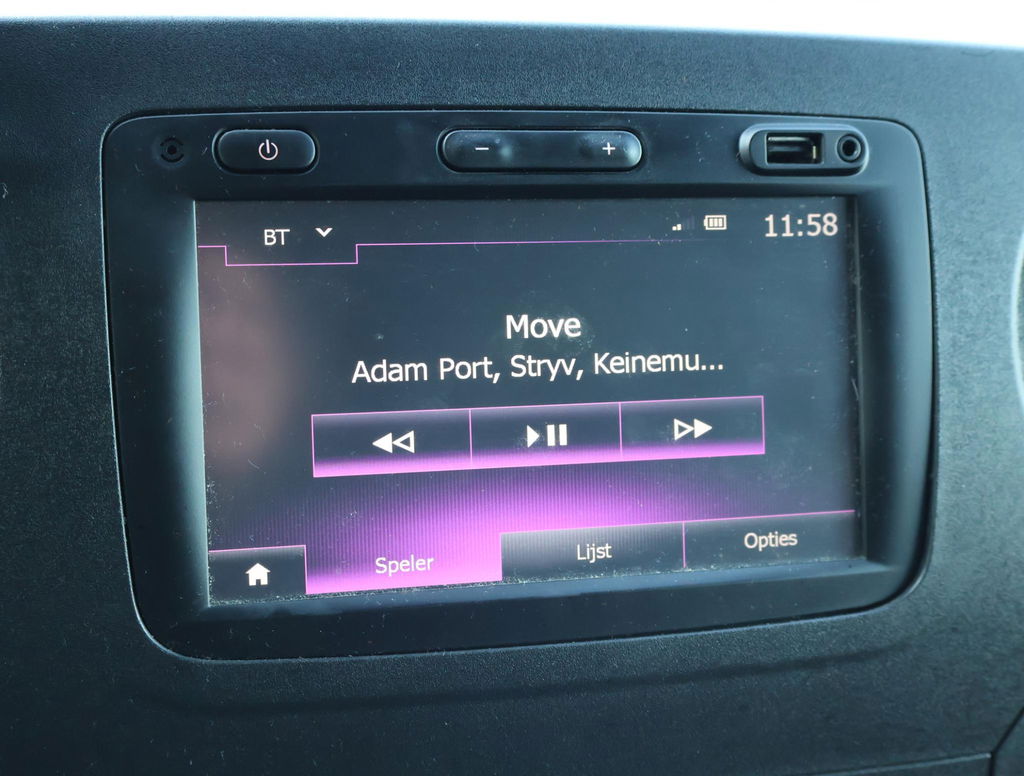 BT
11:58
Move
Adam Port, Stryv, Keinemu...
Speler
Lijst
Opties